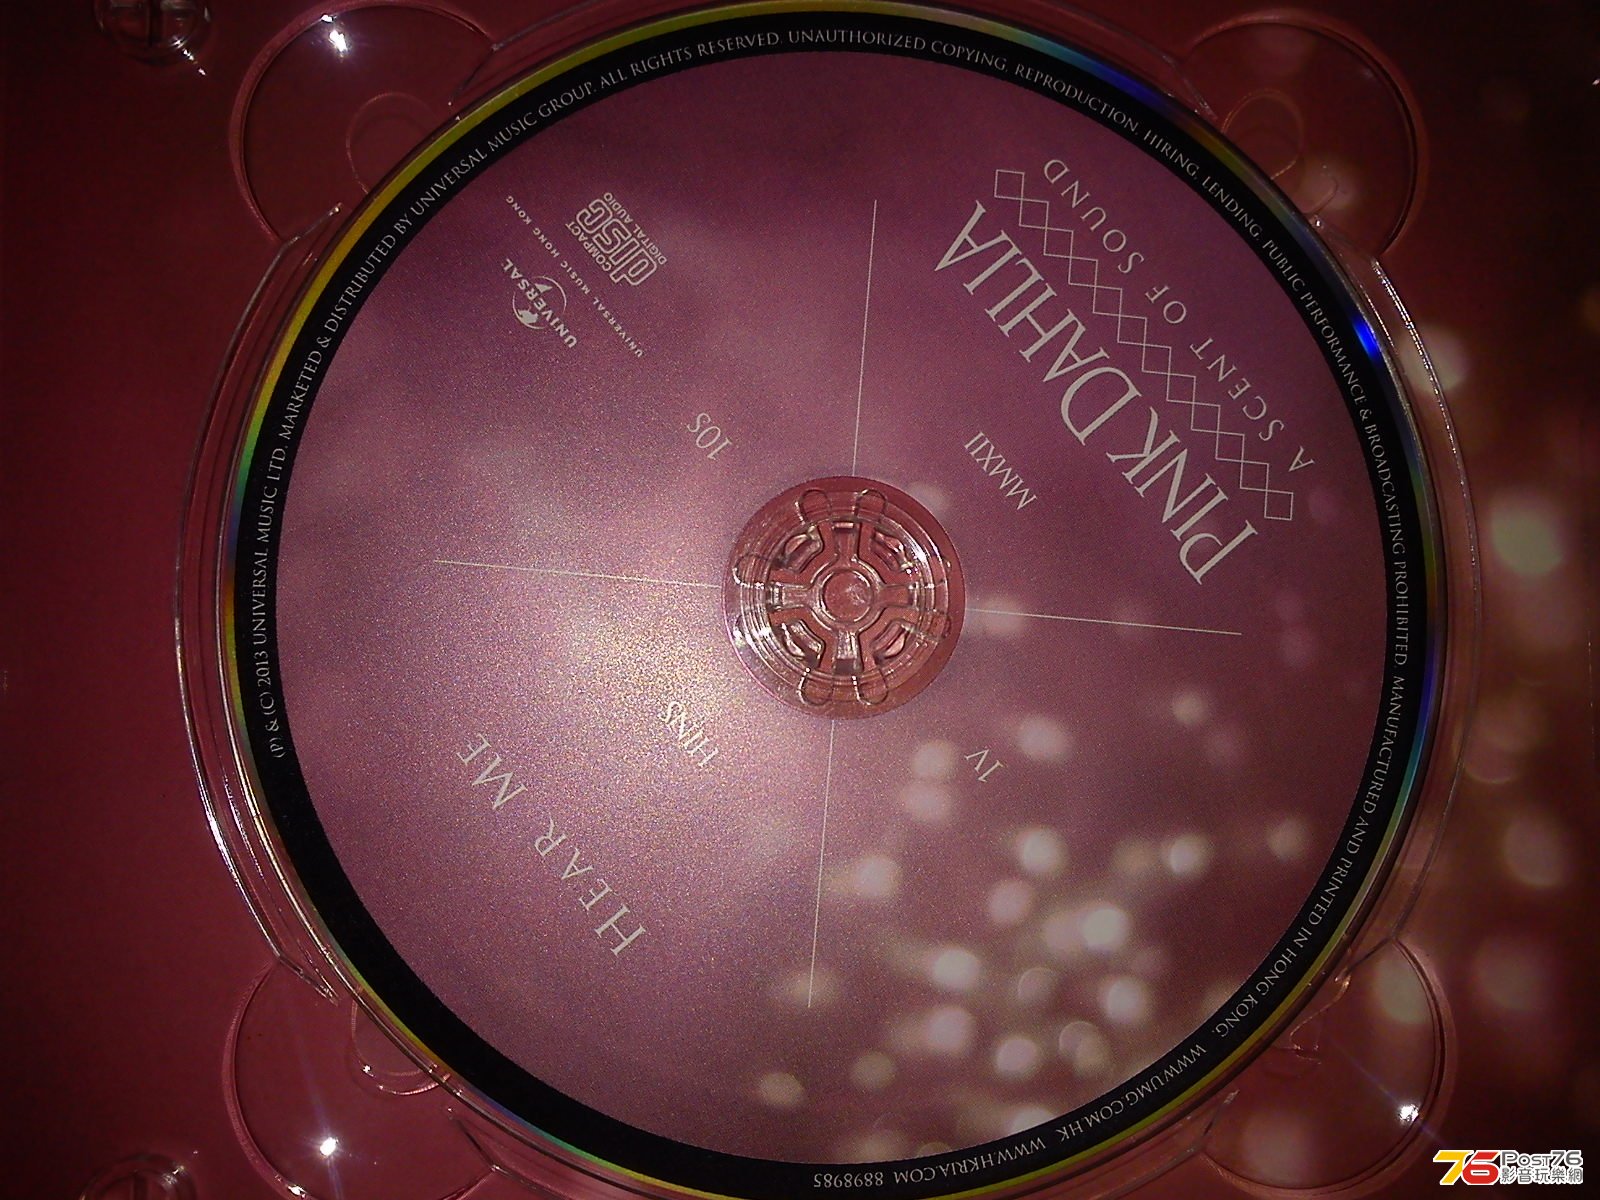 PINK DAHLIA
A SCENT OF SOUND
MMXII
10S
IV
HINS
HEAR ME
COMPACT
disc
DIGITAL AUDIO
UNIVERSAL
UNIVERSAL MUSIC HONG KONG
(P) & (C) 2013 UNIVERSAL MUSIC LTD. MARKETED & DISTRIBUTED BY UNIVERSAL MUSIC GROUP. ALL RIGHTS RESERVED. UNAUTHORIZED COPYING, REPRODUCTION, HIRING, LENDING, PUBLIC PERFORMANCE & BROADCASTING PROHIBITED. MANUFACTURED AND PRINTED IN HONG KONG. WWW.UMG.COM.HK WWW.HKRIA.COM 8898985
76 Post76
影音玩樂網